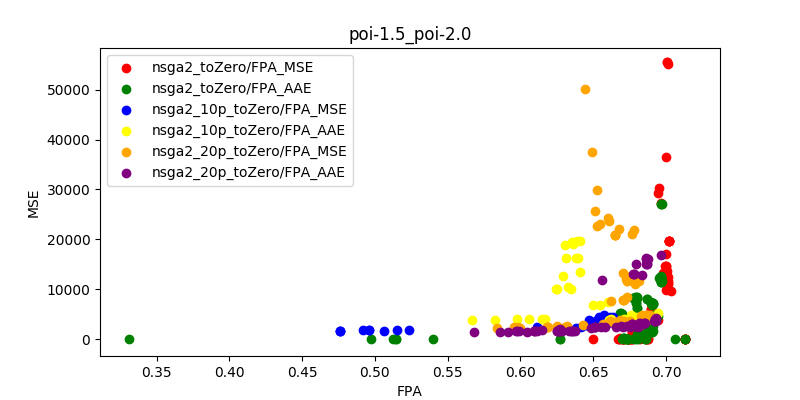 poi-1.5_poi-2.0
nsga2_toZero/FPA_MSE
nsga2_toZero/FPA_AAE
nsga2_10p_toZero/FPA_MSE
nsga2_10p_toZero/FPA_AAE
nsga2_20p_toZero/FPA_MSE
nsga2_20p_toZero/FPA_AAE
MSE
50000
40000
30000
20000
10000
0
0.35 0.40 0.45 0.50 0.55 0.60 0.65 0.70
FPA